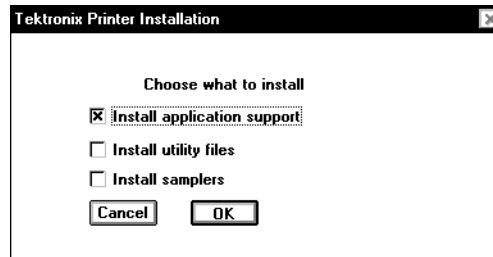 Tektronix Printer Installation
Choose what to install
Install application support
Install utility files
Install samplers
Cancel OK